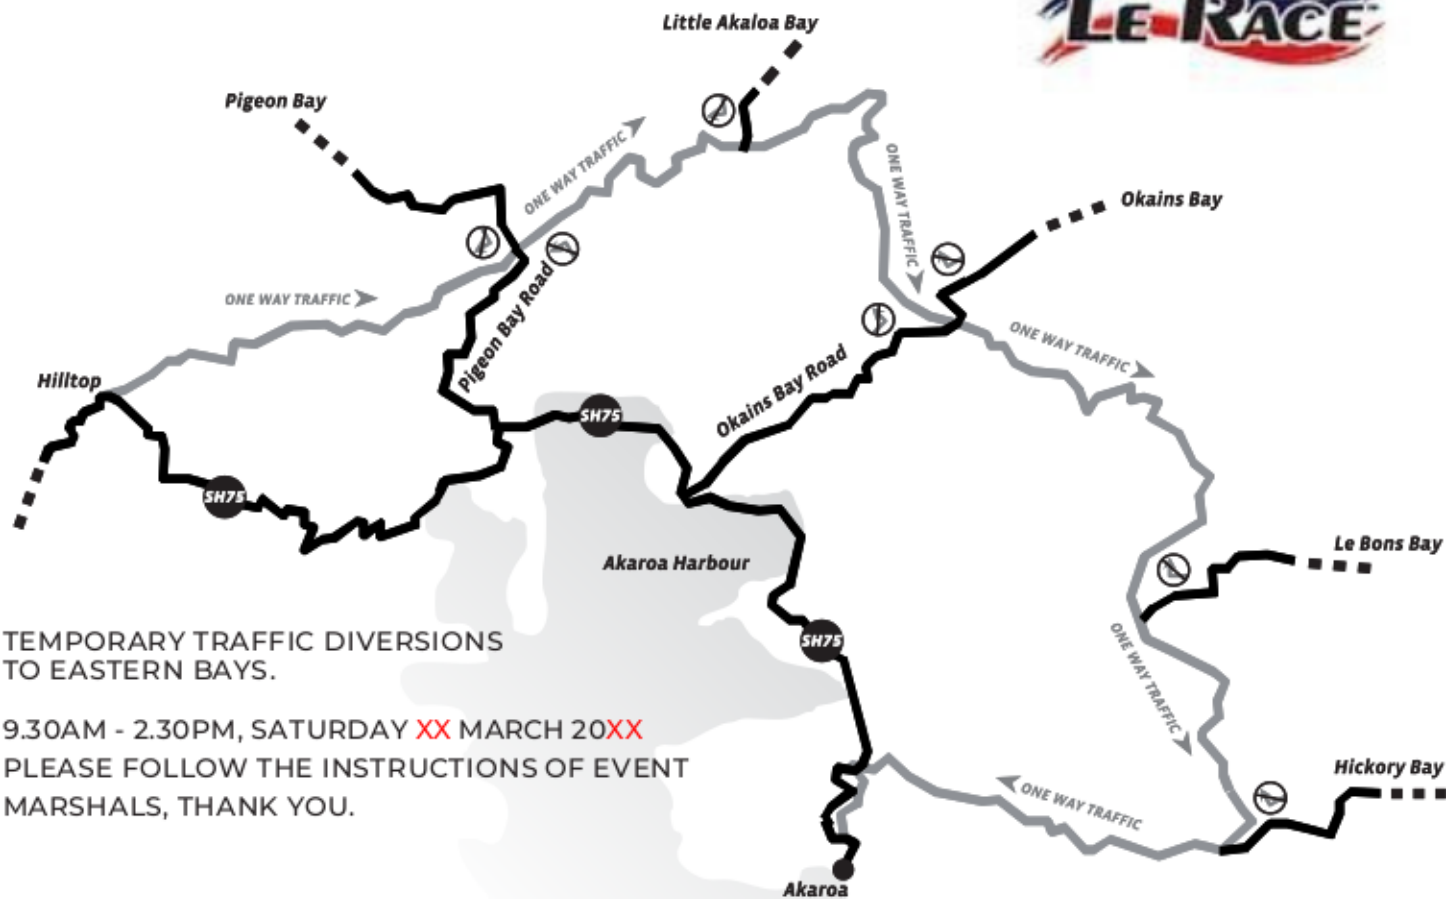 LE RACE
Little Akaloa Bay
Pigeon Bay
ONE WAY TRAFFIC
ONE WAY TRAFFIC
Okains Bay
ONE WAY TRAFFIC
Pigeon Bay Road
ONE WAY TRAFFIC
Hilltop
Okains Bay Road
SH75
SH75
Akaroa Harbour
Le Bons Bay
SH75
ONE WAY TRAFFIC
TEMPORARY TRAFFIC DIVERSIONS
TO EASTERN BAYS.
9.30AM - 2.30PM, SATURDAY XX MARCH 20XX
PLEASE FOLLOW THE INSTRUCTIONS OF EVENT
MARSHALS, THANK YOU.
Hickory Bay
ONE WAY TRAFFIC
Akaroa